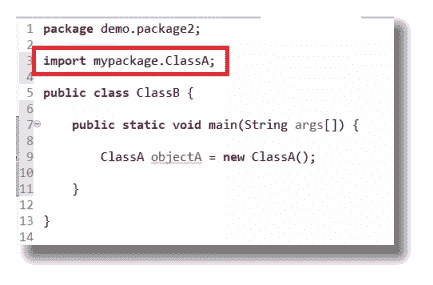 1 package demo.package2;
2
3 import mypackage.ClassA;
4
5 public class ClassB {
6
7 public static void main(String args[]) {
8
9 ClassA objectA = new ClassA();
10
11 }
12
13 }
14